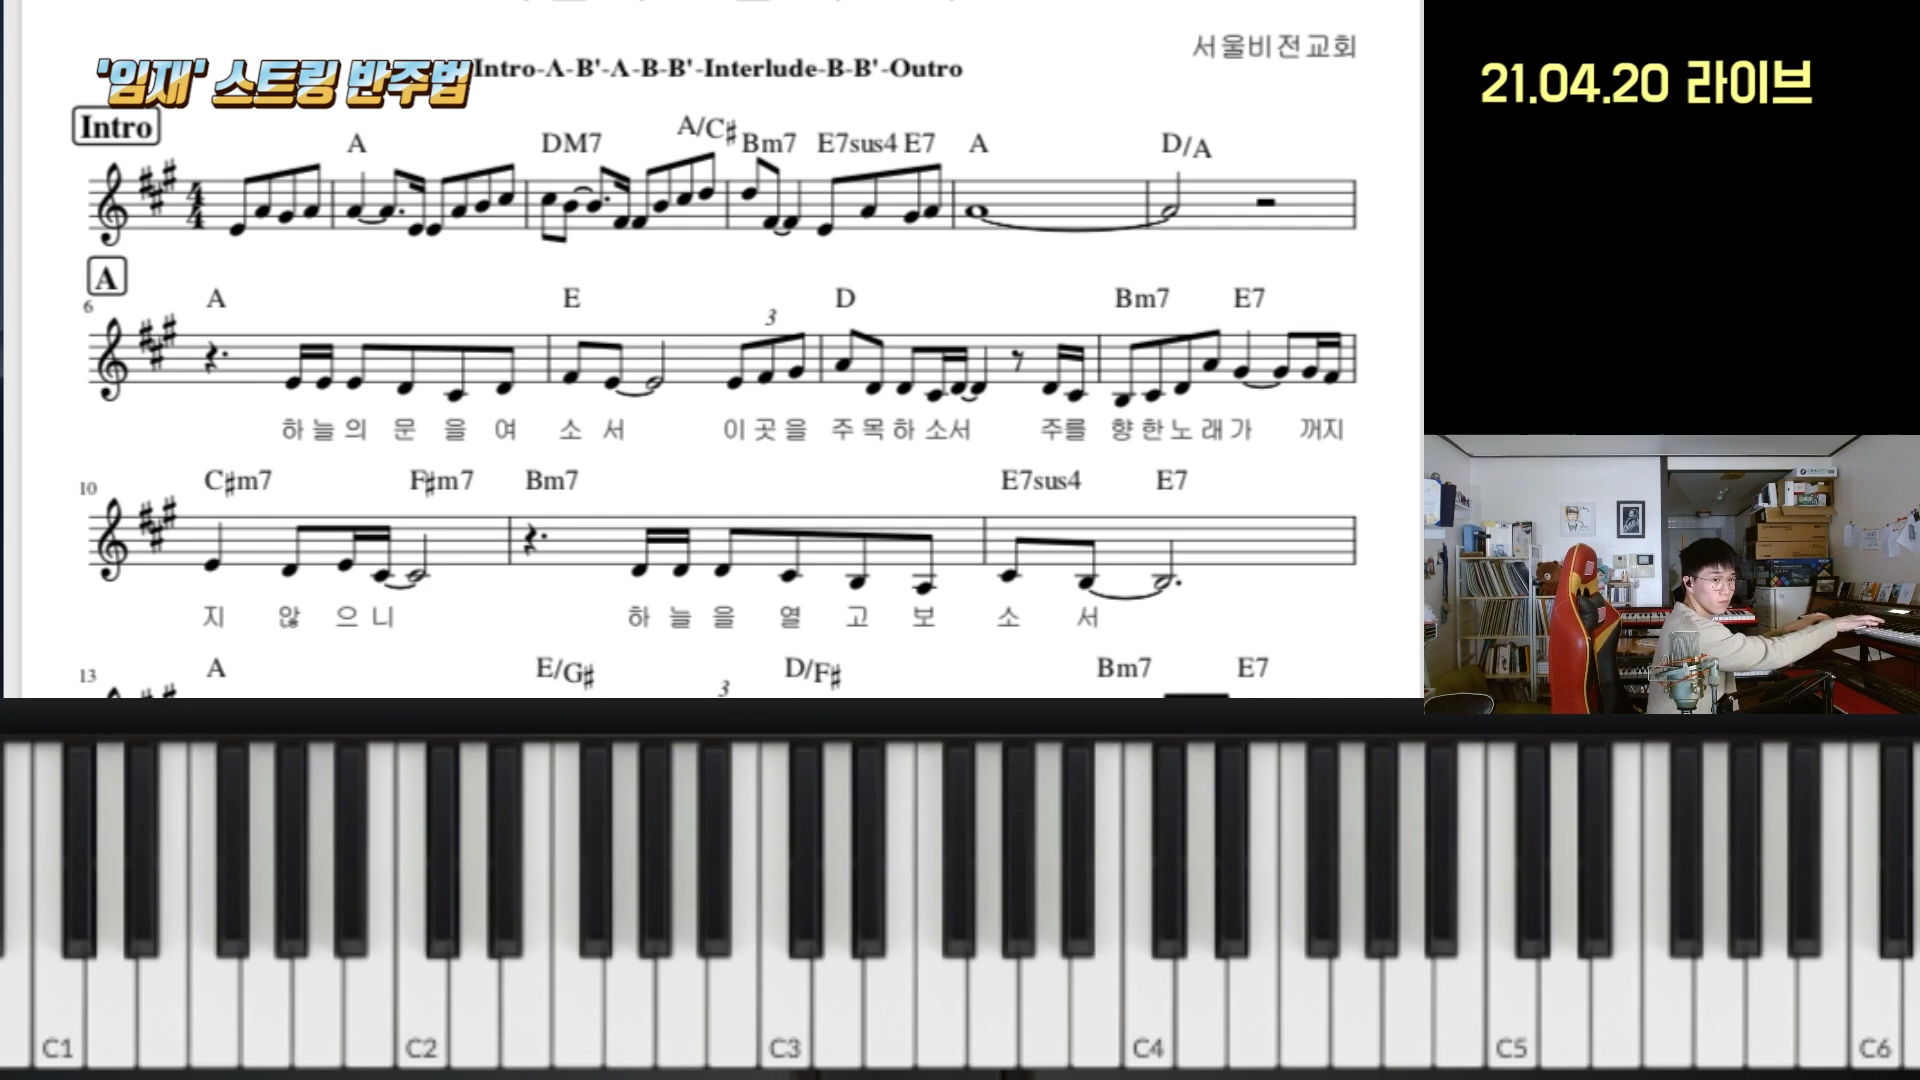 서울비전교회
'임재' 스트링 반주법
Intro-A-B'-A-B-B'-Interlude-B-B'-Outro
21.04.20 라이브
Intro
A DM7 A/C♯ Bm7 E7sus4 E7 A D/A
4
4
A
6
A E D Bm7 E7
3
하늘의 문 을 여 소 서 이곳을 주목하 소서 주를 향한노래가 꺼지
10
C♯m7 F♯m7 Bm7 E7sus4 E7
지 않 으니 하 늘 을 열 고 보 소 서
13
A E/G♯ D/F♯ Bm7 E7
3
C1 C2 C3 C4 C5 C6